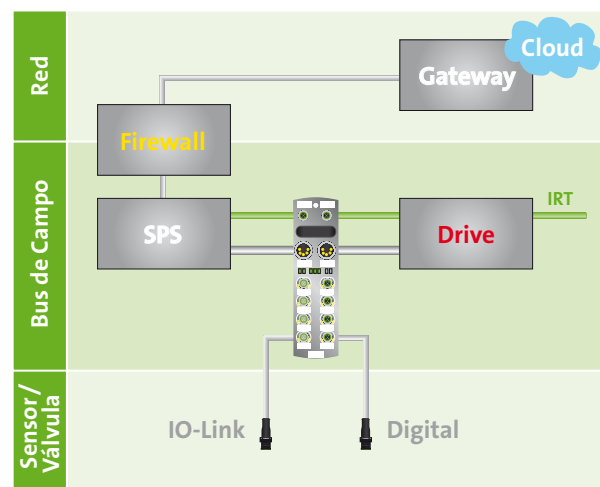 Red
Cloud
Gateway
Firewall
Bus de Campo
SPS
Drive
IRT
Sensor/
Válvula
IO-Link
Digital